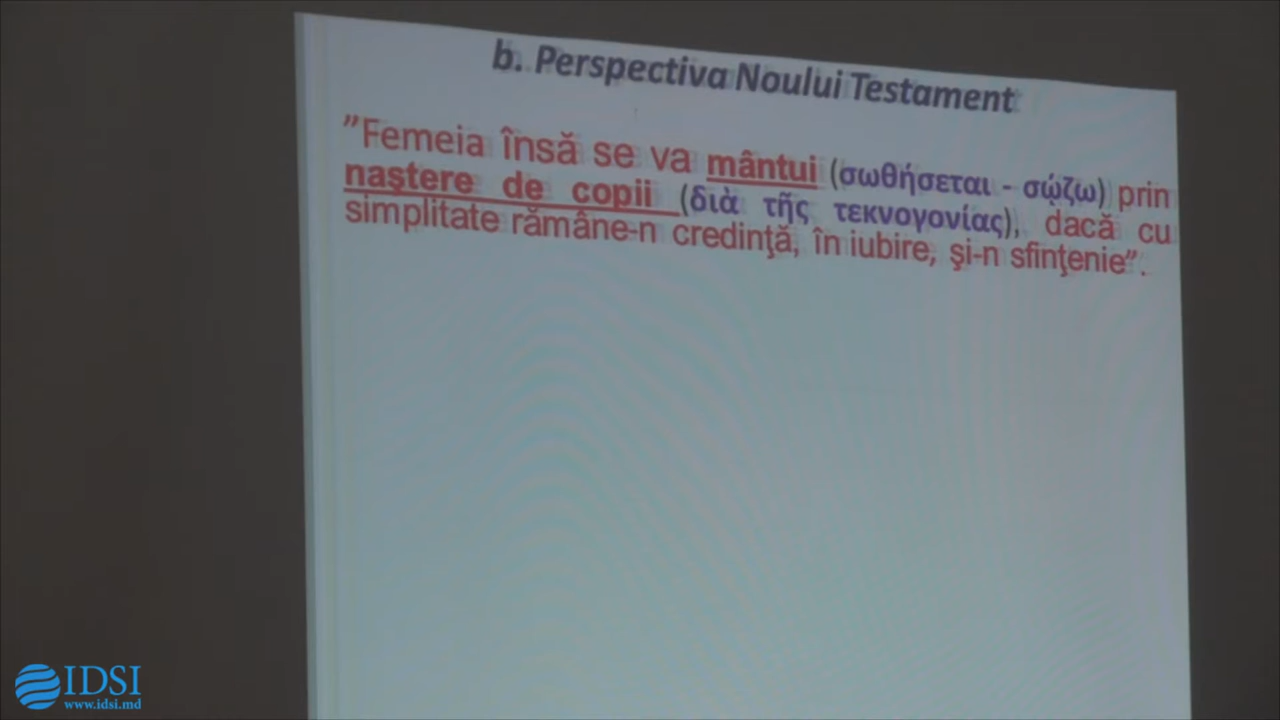 b. Perspectiva Noului Testament
”Femeia însă se va mântui (σωθήσεται - σῴζω) prin
naştere de copii (διὰ τῆς τεκνογονίας), dacă cu
simplitate rămâne-n credinţă, în iubire, şi-n sfinţenie”.
IDSI
www.idsi.md